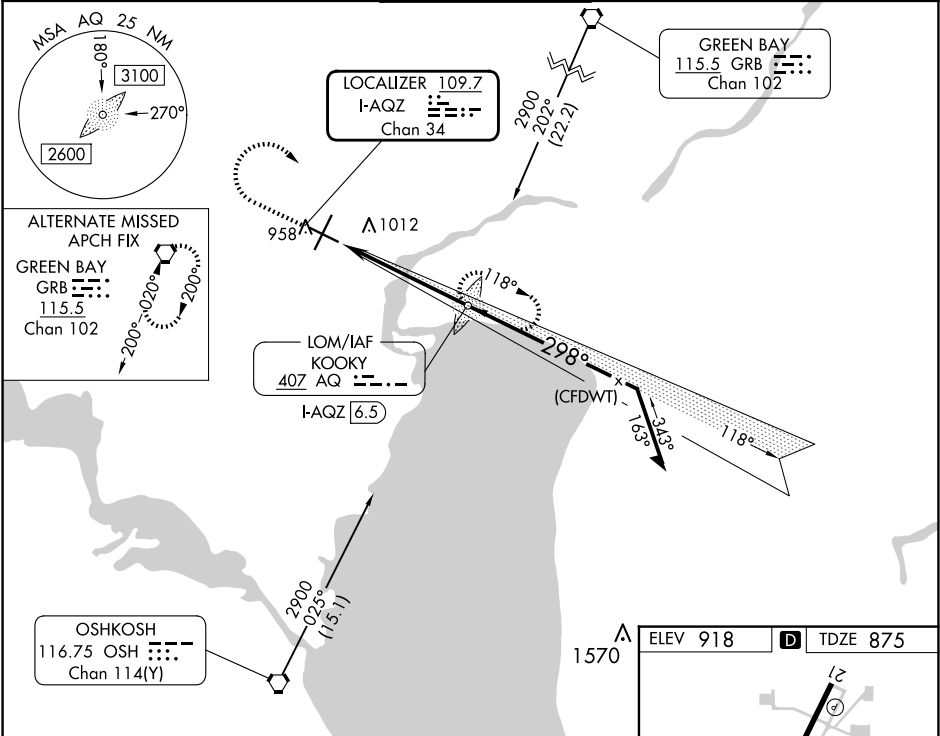 MSA AQ 25 NM
180°
3100
270°
2600
LOCALIZER 109.7
I-AQZ
Chan 34
GREEN BAY
115.5 GRB
Chan 102
2900
202°
(22.2)
958
1012
ALTERNATE MISSED
APCH FIX
GREEN BAY
GRB
115.5
Chan 102
020°
200°
200°
118°
LOM/IAF
KOOKY
407 AQ
I-AQZ 6.5
298°
(CFDWT)
343°
163°
118°
2900
025°
(15.1)
OSHKOSH
116.75 OSH
Chan 114(Y)
1570
ELEV 918
D
TDZE 875
21
P